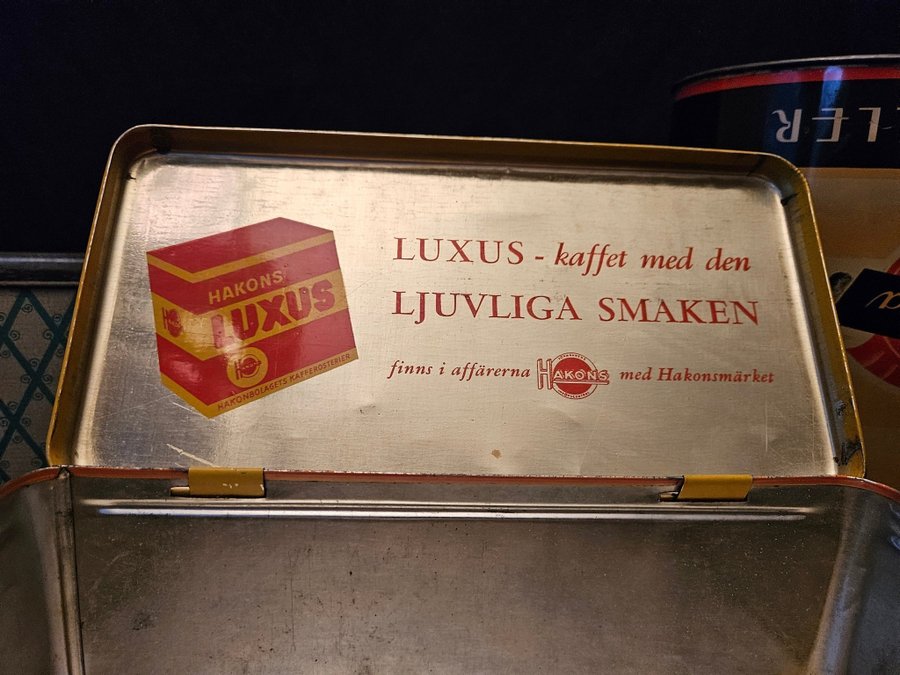 LUXUS - kaffet med den
LJUVLIGA SMAKEN
finns i affärerna HAKONS med Hakonsmärket
HAKONS
LUXUS
HAKONBOLAGETS KAFFEROSTERIER